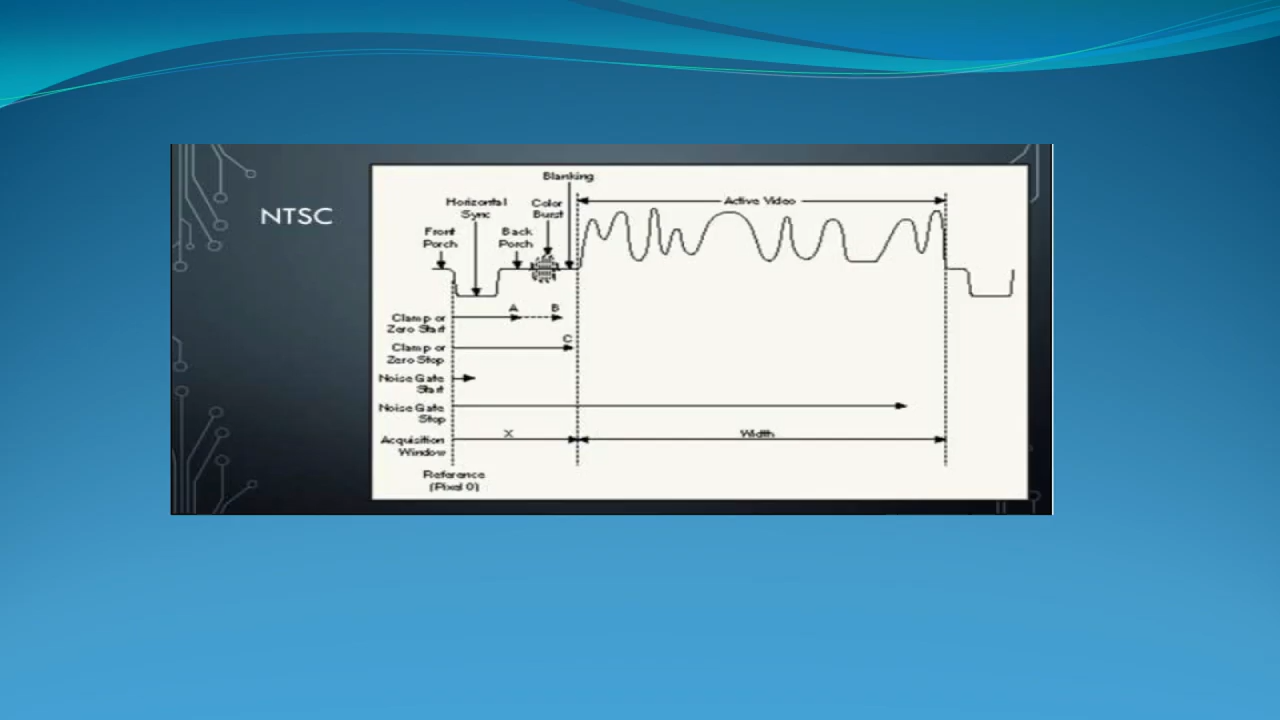 NTSC
Blanking
Horizontal
Sync
Color
Burst
Active Video
Front
Porch
Back
Porch
A
B
Clamp or
Zero Start
C
Clamp or
Zero Stop
Noise Gate
Start
Noise Gate
Stop
X
Width
Acquisition
Window
Reference
(Pixel 0)